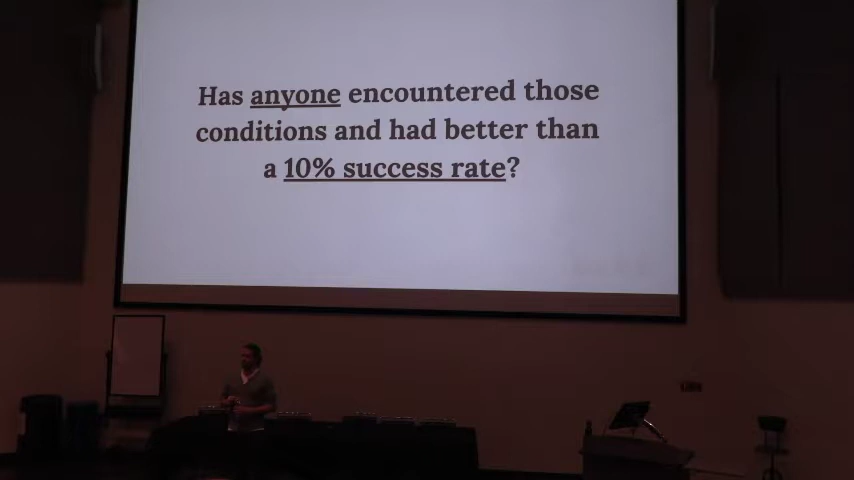 Has anyone encountered those
conditions and had better than
a 10% success rate?